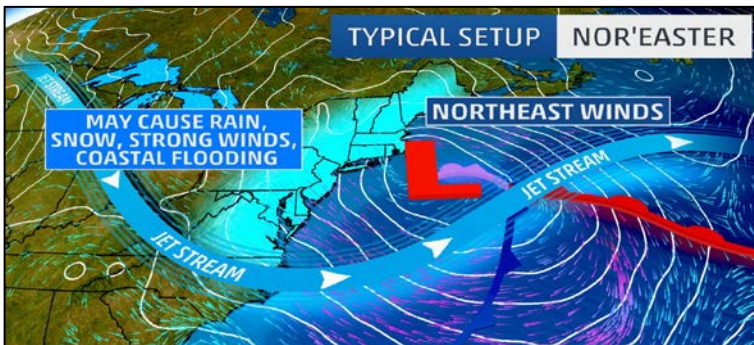 TYPICAL SETUP
NOR'EASTER
JET STREAM
MAY CAUSE RAIN,
SNOW, STRONG WINDS,
COASTAL FLOODING
NORTHEAST WINDS
L
JET STREAM
JET STREAM